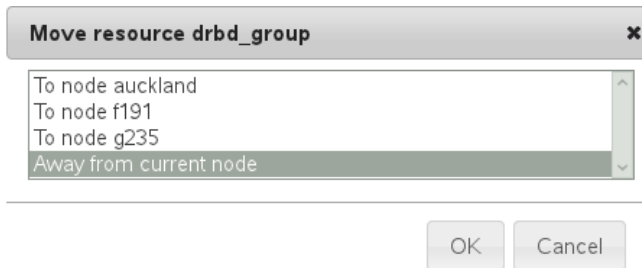 Move resource drbd_group
To node auckland
To node f191
To node g235
Away from current node
OK
Cancel